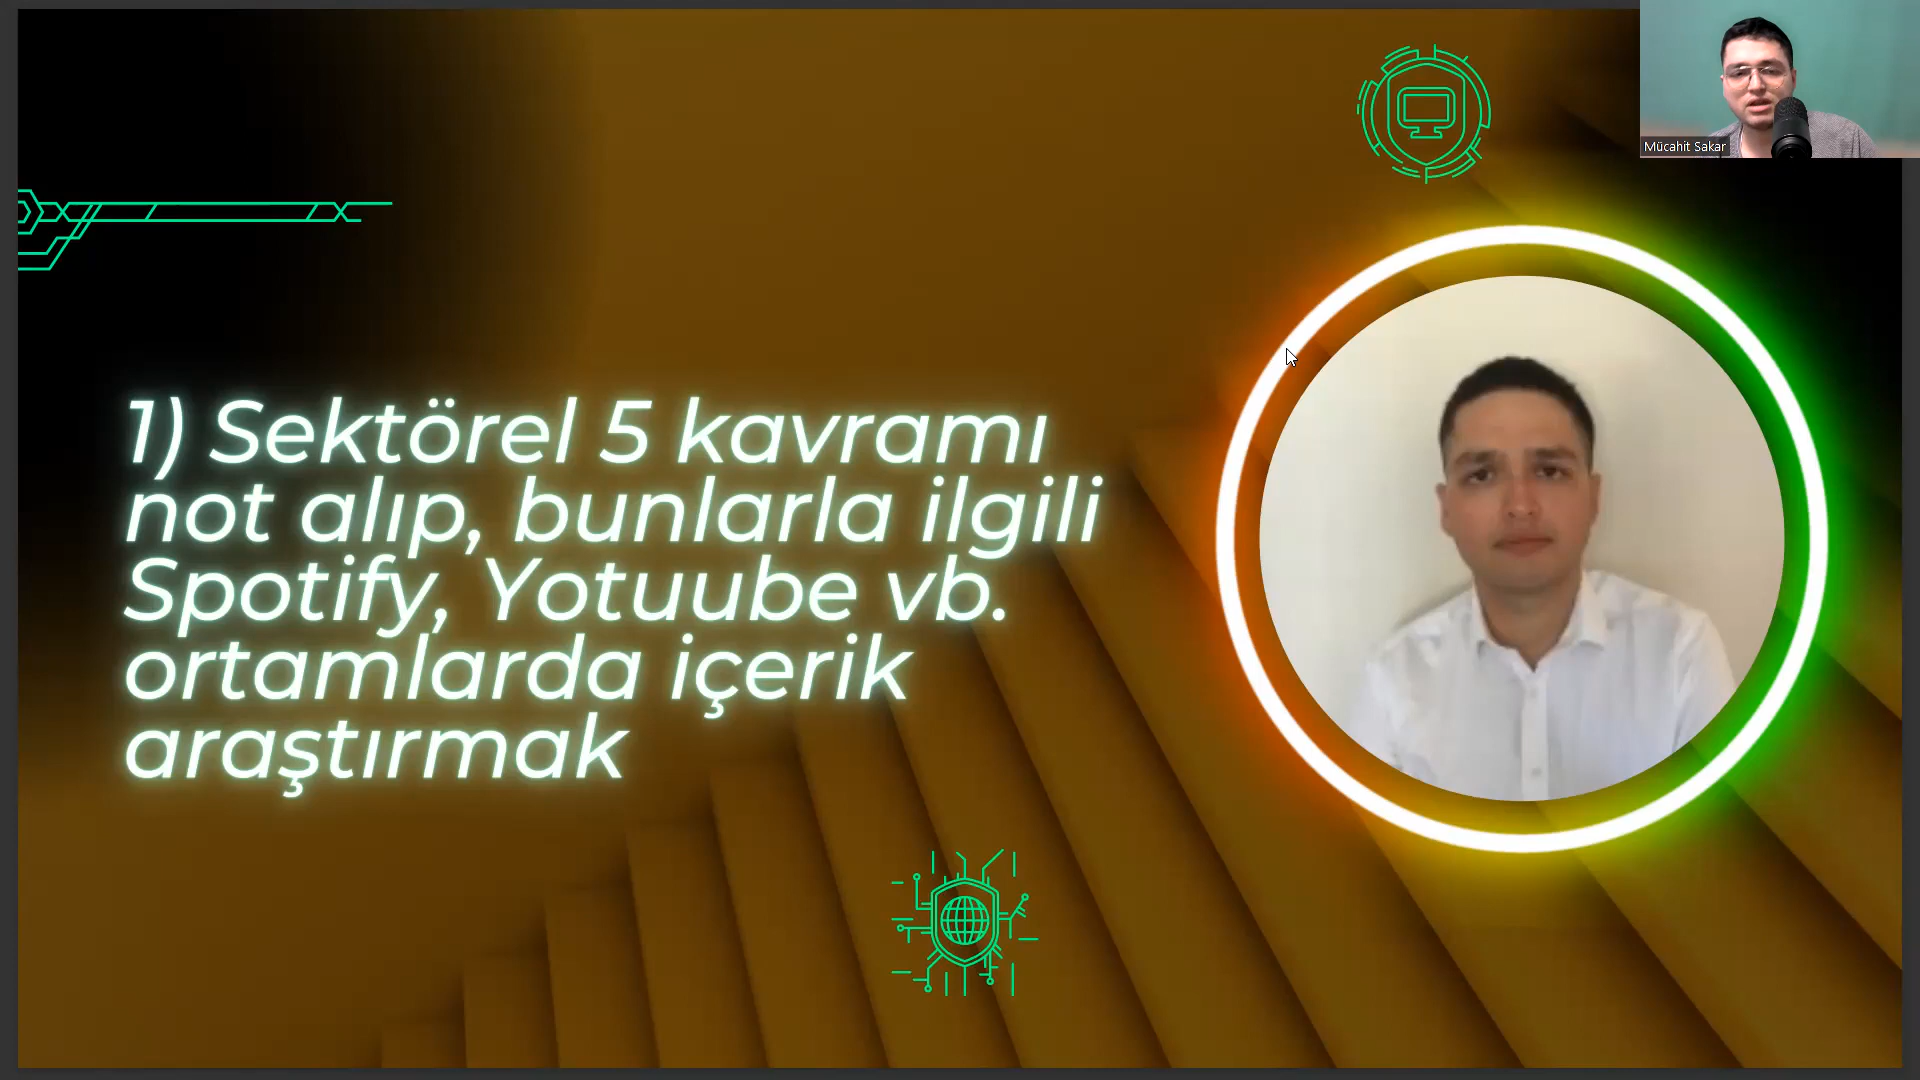 Mücahit Sakar
1) Sektörel 5 kavramı
not alıp, bunlarla ilgili
Spotify, Yotuube vb.
ortamlarda içerik
araştırmak